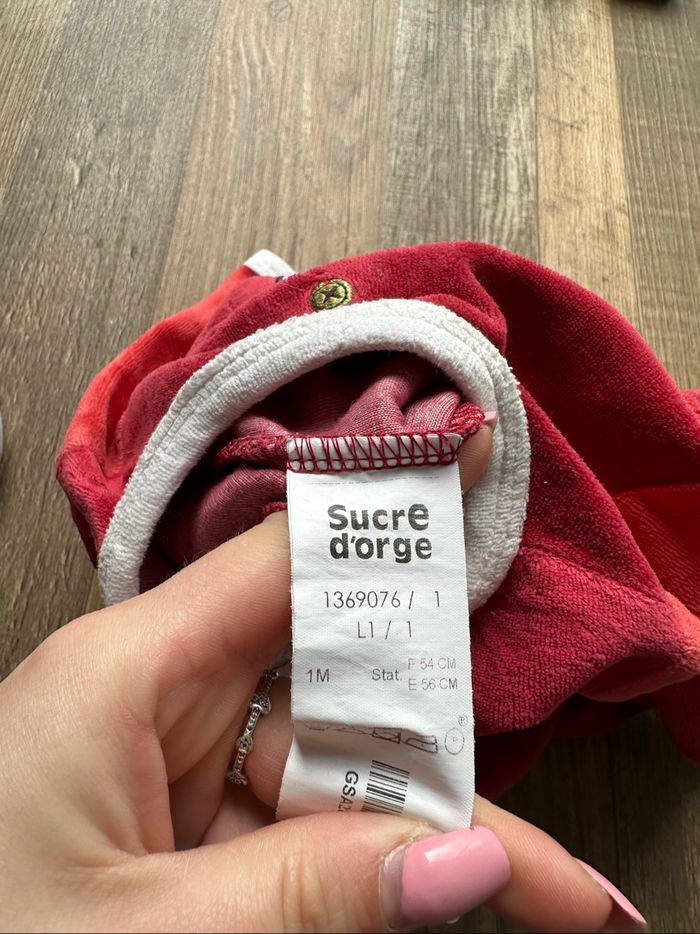 Sucre
d'orge
1369076 / 1
L1 / 1
1M Stat. F 54 CM
E 56 CM
P